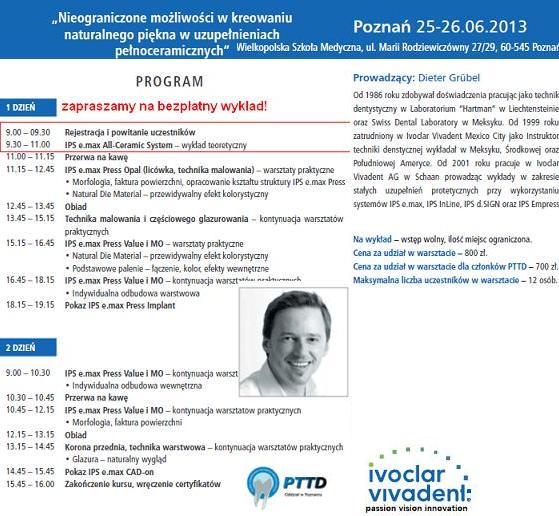 „Nieograniczone możliwości w kreowaniu
naturalnego piękna w uzupełnieniach
pełnoceramicznych”
Poznań 25-26.06.2013
Wielkopolska Szkoła Medyczna, ul. Marii Rodziewiczówny 27/29, 60-545 Poznań
PROGRAM
1 DZIEŃ
zapraszamy na bezpłatny wykład!
9.00 – 09.30 Rejestracja i powitanie uczestników
9.30 – 11.00 IPS e.max All-Ceramic System – wykład teoretyczny
11.00 – 11.15 Przerwa na kawę
11.15 – 12.45 IPS e.max Press Opal (licówka, technika malowania) – warsztaty praktyczne
• Morfologia, faktura powierzchni, opracowanie kształtu struktury IPS e.max Press
• Natural Die Material – przewidywalny efekt kolorystyczny
12.45 – 13.45 Obiad
13.45 – 15.15 Technika malowania i częściowego glazurowania – kontynuacja warsztatów
praktycznych
15.15 – 16.45 IPS e.max Press Value i MO – warsztaty praktyczne
• Natural Die Material – przewidywalny efekt kolorystyczny
• Podstawowe palenie – łączenie, kolor, efekty wewnętrzne
16.45 – 18.15 IPS e.max Press Value i MO – kontynuacja warsztatów praktycznych
• Indywidualna odbudowa warstwowa
18.15 – 19.15 Pokaz IPS e.max Press Implant
2 DZIEŃ
9.00 – 10.30 IPS e.max Press Value i MO – kontynuacja warszt
• Indywidualna odbudowa wewnętrzna
10.30 – 10.45 Przerwa na kawę
10.45 – 12.15 IPS e.max Press Value i MO – kontynuacja warsztatów praktycznych
• Morfologia, faktura powierzchni
12.15 – 13.15 Obiad
13.15 – 14.45 Korona przednia, technika warstwowa – kontynuacja warsztatów praktycznych
• Glazura – naturalny wygląd
14.45 – 15.45 Pokaz IPS e.max CAD-on
15.45 – 16.00 Zakończenie kursu, wręczenie certyfikatów
Prowadzący: Dieter Grübel
Od 1986 roku zdobywał doświadczenia pracując jako technik
dentystyczny w Laboratorium "Hartman" w Liechtensteinie
oraz Swiss Dental Laboratory w Meksyku. Od 1999 roku
zatrudniony w Ivoclar Vivadent Mexico City jako Instruktor
techniki denstycznej wykładał w Meksyku, Środkowej oraz
Południowej Ameryce. Od 2001 roku pracuje w Ivoclar
Vivadent AG w Schaan prowadząc wykłady w zakresie
stałych uzupełnień protetycznych przy wykorzystaniu
systemów IPS e.max, IPS InLine, IPS d.SIGN oraz IPS Empress
Na wykład – wstęp wolny, ilość miejsc ograniczona.
Cena za udział w warsztacie – 800 zł.
Cena za udział w warsztacie dla członków PTTD – 700 zł.
Maksymalna liczba uczestników w warsztacie – 12 osób.
PTTD
Oddział w Poznaniu
ivoclar
vivadent:
passion vision innovation